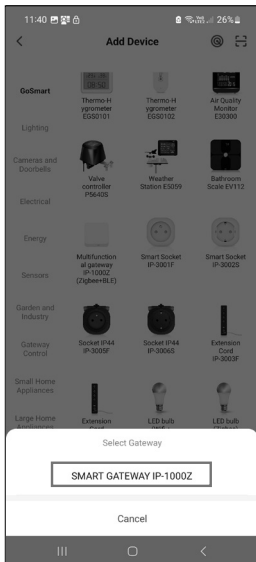 11:40
26%
Add Device
GoSmart
Lighting
Cameras and
Doorbells
Electrical
Energy
Sensors
Garden and
Industry
Gateway
Control
Small Home
Appliances
Large Home
Appliances
Thermo-H
ygrometer
EGS0101
Thermo-H
ygrometer
EGS0102
Air Quality
Monitor
E30300
Valve
controller
P5640S
Weather
Station E5059
Bathroom
Scale EV112
Multifunction
al gateway
IP-1000Z
(Zigbee+BLE)
Smart Socket
IP-3001F
Smart Socket
IP-3002S
Socket IP44
IP-3005F
Socket IP44
IP-3006S
Extension
Cord
IP-3003F
Extension
Cord
LED bulb
LED bulb
Select Gateway
SMART GATEWAY IP-1000Z
Cancel